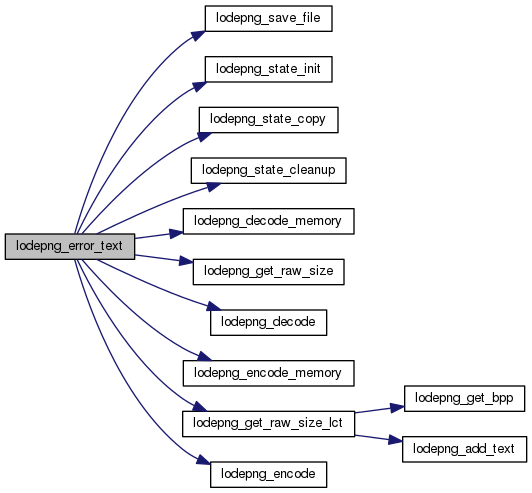 lodepng_save_file
lodepng_state_init
lodepng_state_copy
lodepng_state_cleanup
lodepng_decode_memory
lodepng_error_text
lodepng_get_raw_size
lodepng_decode
lodepng_encode_memory
lodepng_get_bpp
lodepng_get_raw_size_lct
lodepng_add_text
lodepng_encode